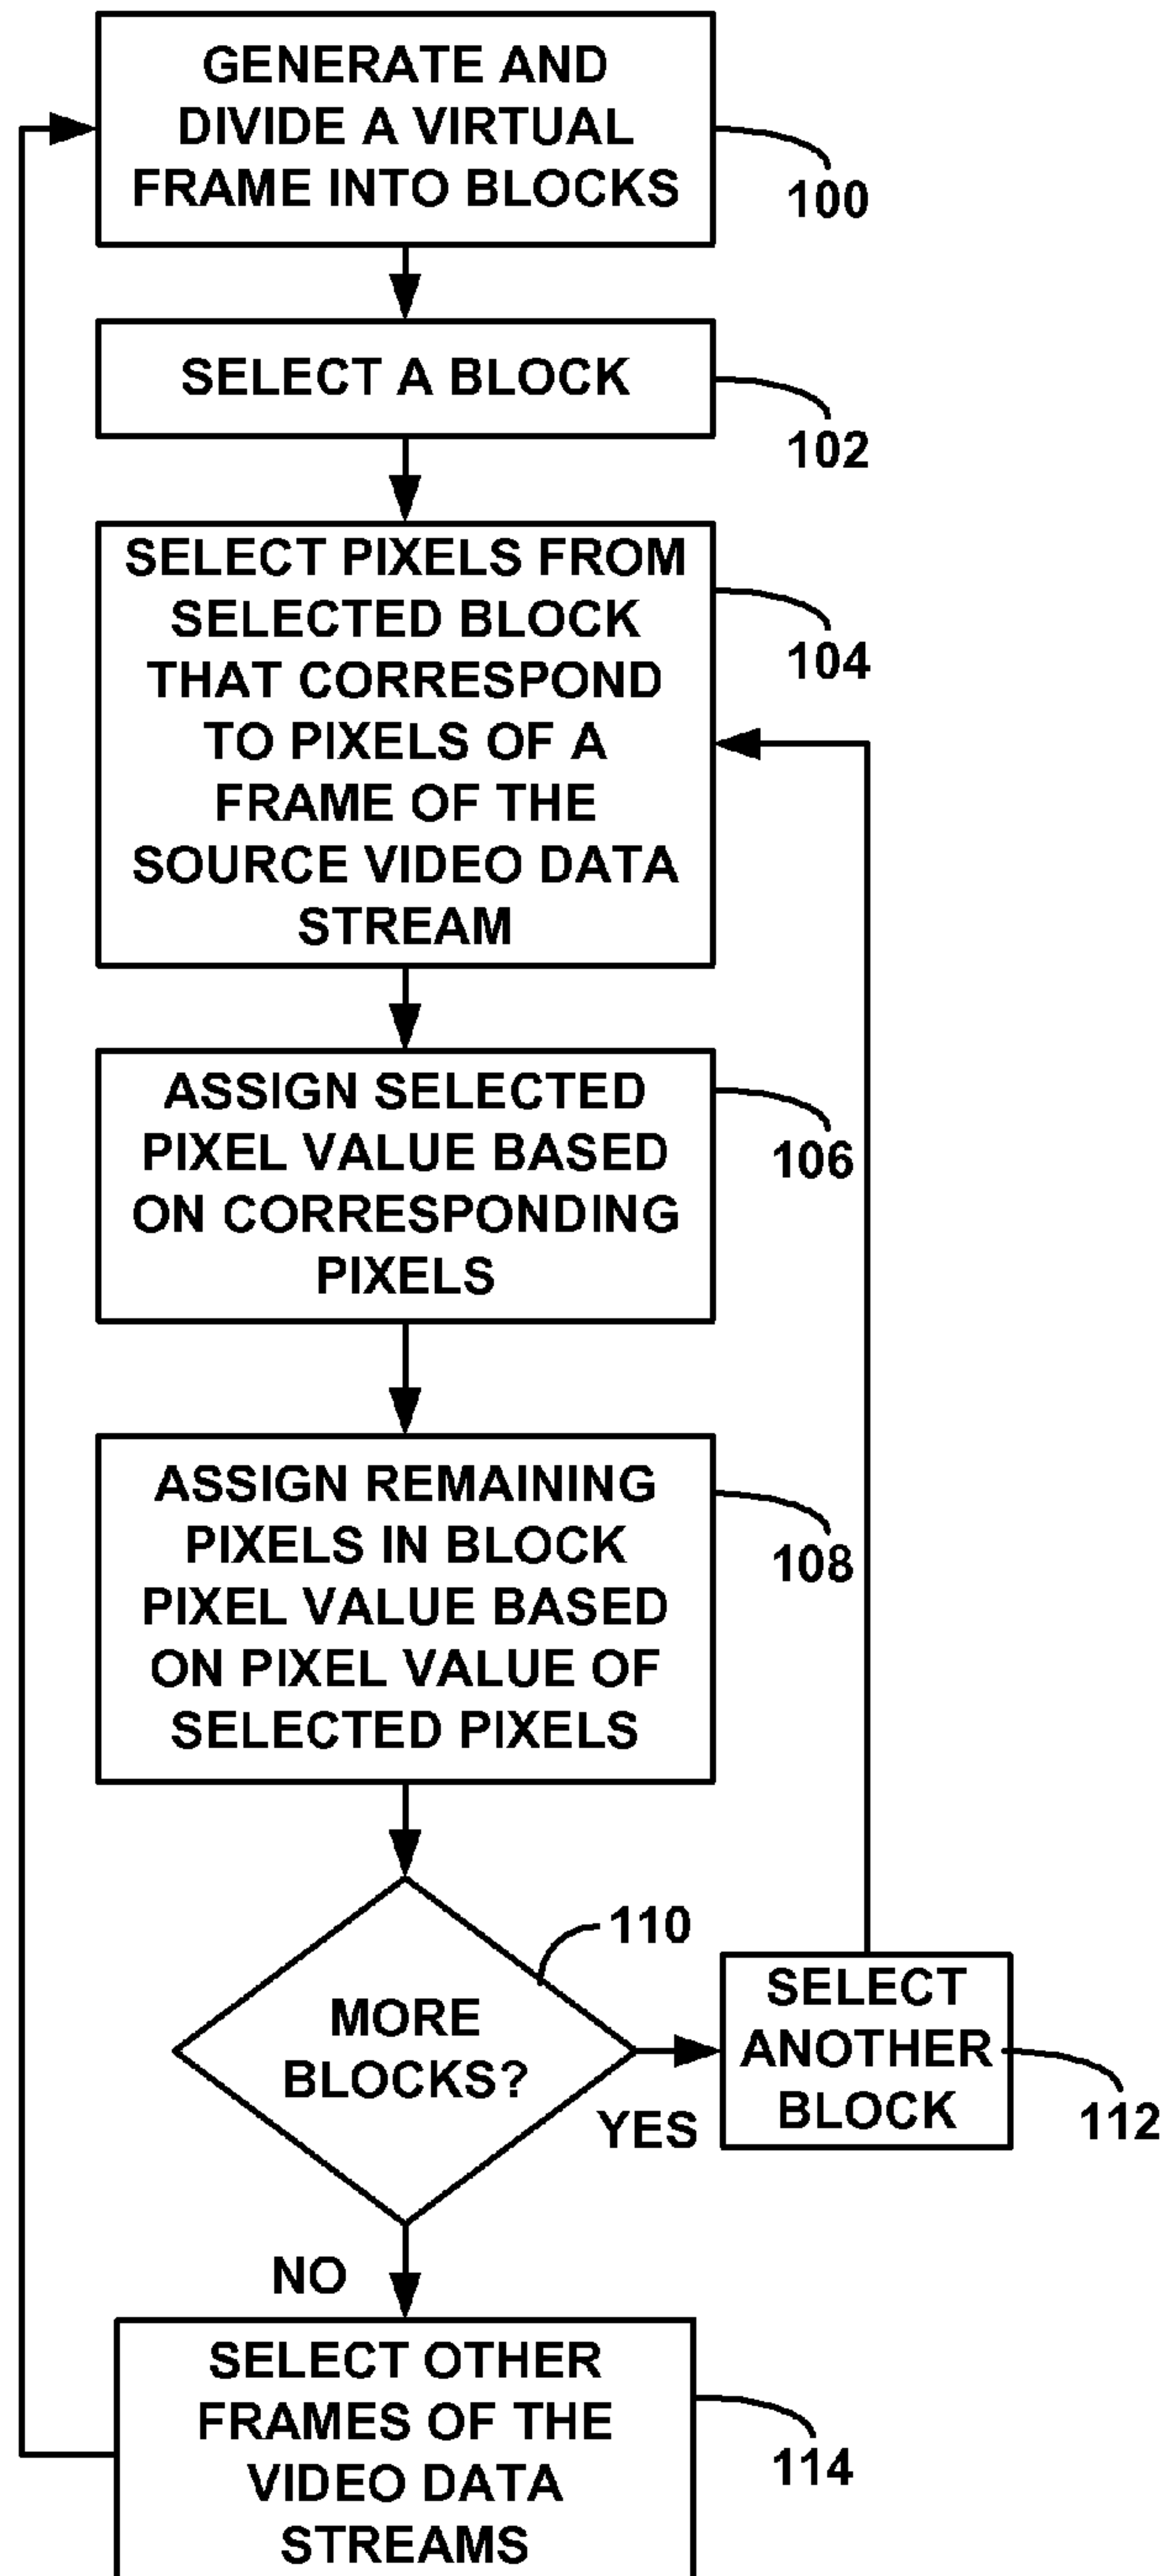 GENERATE AND
DIVIDE A VIRTUAL
FRAME INTO BLOCKS
100
SELECT A BLOCK
102
SELECT PIXELS FROM
SELECTED BLOCK
THAT CORRESPOND
TO PIXELS OF A
FRAME OF THE
SOURCE VIDEO DATA
STREAM
104
ASSIGN SELECTED
PIXEL VALUE BASED
ON CORRESPONDING
PIXELS
106
ASSIGN REMAINING
PIXELS IN BLOCK
PIXEL VALUE BASED
ON PIXEL VALUE OF
SELECTED PIXELS
108
110
MORE
BLOCKS?
YES
SELECT
ANOTHER
BLOCK
112
NO
SELECT OTHER
FRAMES OF THE
VIDEO DATA
STREAMS
114